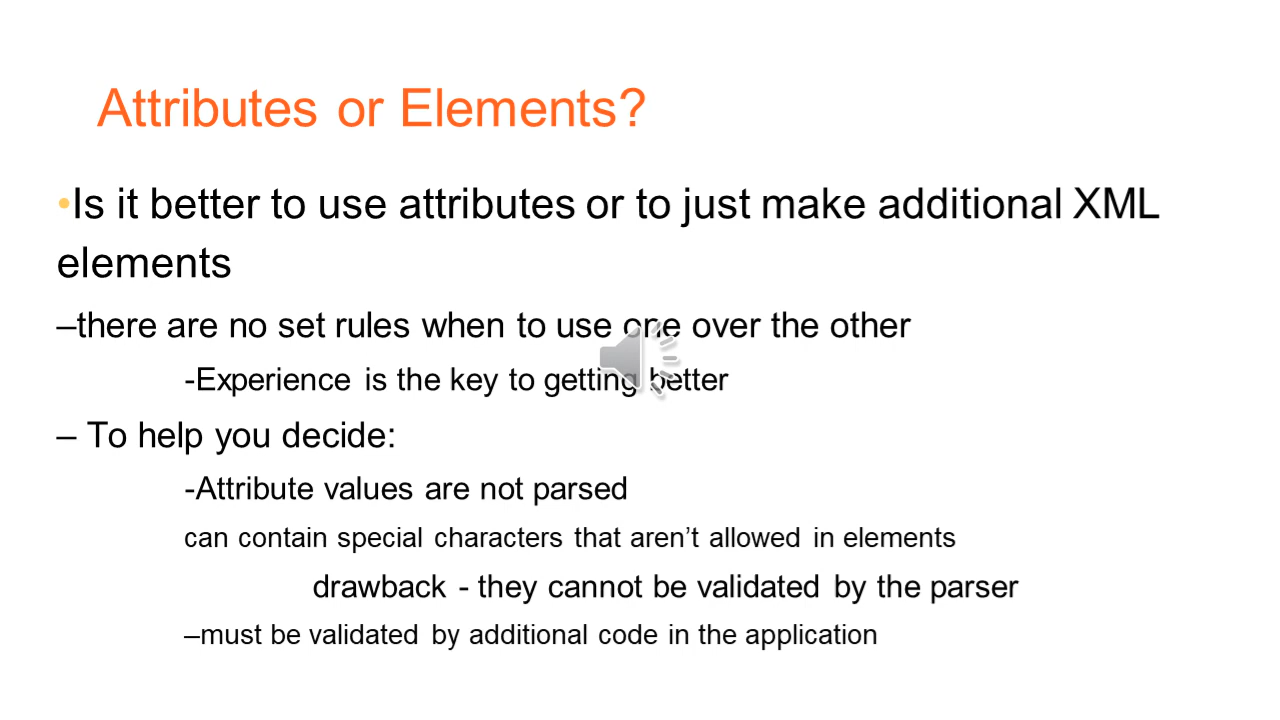 Attributes or Elements?
•Is it better to use attributes or to just make additional XML
elements
–there are no set rules when to use one over the other
-Experience is the key to getting better
– To help you decide:
-Attribute values are not parsed
can contain special characters that aren’t allowed in elements
drawback - they cannot be validated by the parser
–must be validated by additional code in the application